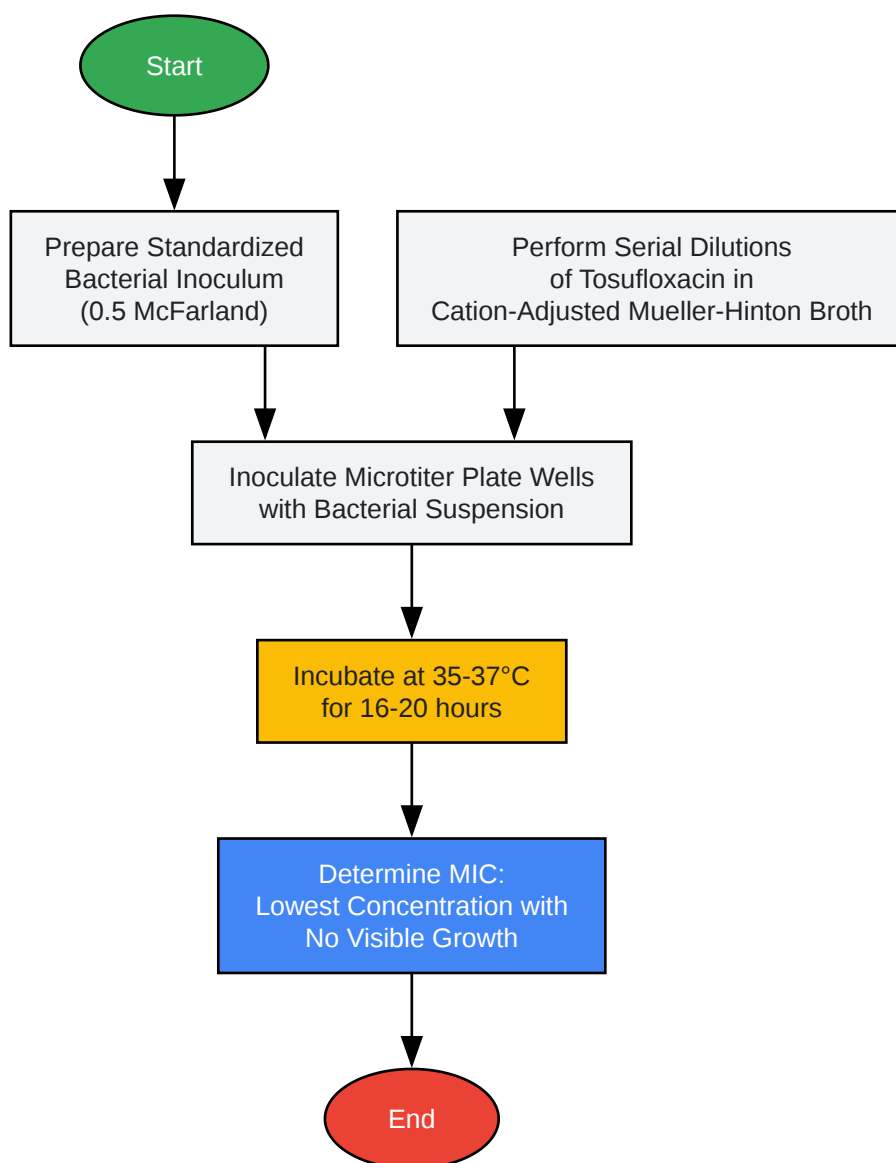 Start
Prepare Standardized
Bacterial Inoculum
(0.5 McFarland)
Perform Serial Dilutions
of Tosufloxacin in
Cation-Adjusted Mueller-Hinton Broth
Inoculate Microtiter Plate Wells
with Bacterial Suspension
Incubate at 35-37°C
for 16-20 hours
Determine MIC:
Lowest Concentration with
No Visible Growth
End